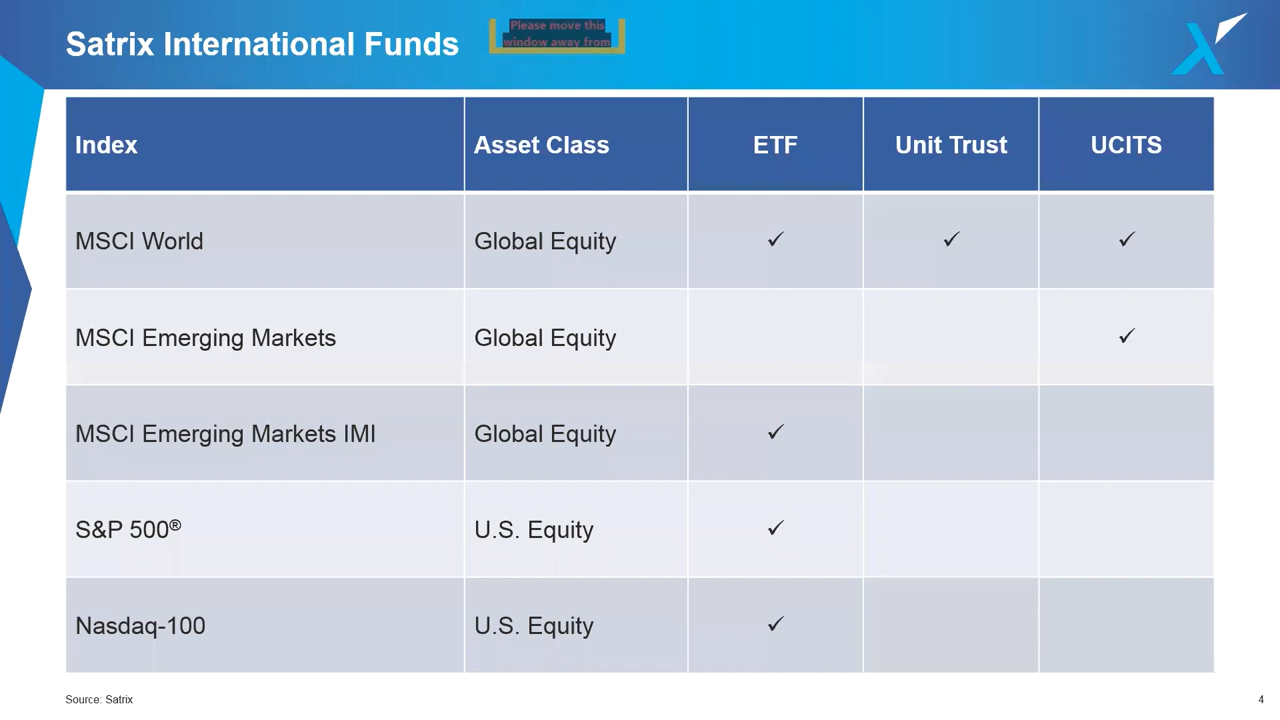 Satrix International Funds
Please move this
window away from
Index Asset Class ETF Unit Trust UCITS
MSCI World Global Equity ✓ ✓ ✓
MSCI Emerging Markets Global Equity ✓
MSCI Emerging Markets IMI Global Equity ✓
S&P 500® U.S. Equity ✓
Nasdaq-100 U.S. Equity ✓
Source: Satrix
4